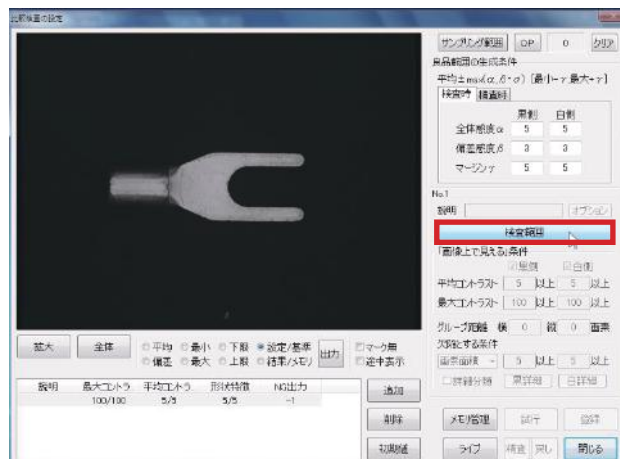 比較検査の設定
サンプリング範囲 OP 0 クリア
良品範囲の生成条件
平均±max(α,β・σ) [最小-γ,最大+γ]
検査時 積査時
黒側 白側
全体感度α 5 5
偏差感度β 3 3
マージンγ 5 5
No.1
説明 オプション
検査範囲
「画像上で見える」条件
黒側 白側
平均コントラスト 5 以上 5 以上
最大コントラスト 100 以上 100 以上
グループ距離 横 0 縦 0 画素
欠陥とする条件
画素面積 5 以上 5 以上
詳細分類 黒詳細 白詳細
拡大 全体 平均 最小 下限 設定/基準 出力 マーク無
偏差 最大 上限 結果/メモリ 途中表示
説明 最大コントラ 平均コントラ 形状特徴 NG出力
100/100 5/5 5/5 -1
追加
削除
初期値
メモリ管理 試行 登録
ライブ 積査 戻し 閉じる